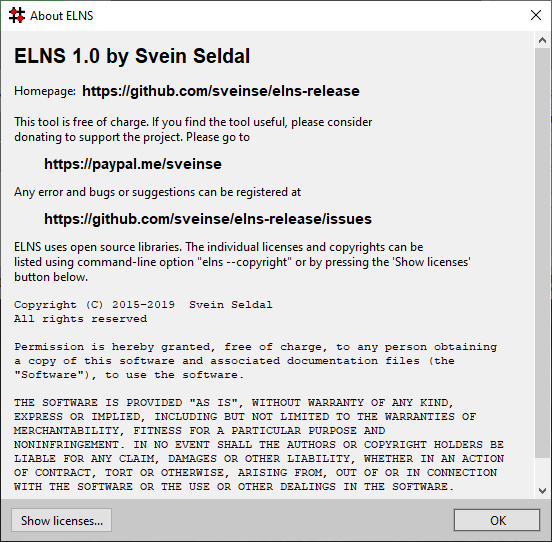 About ELNS
ELNS 1.0 by Svein Seldal
Homepage: https://github.com/sveinse/elns-release
This tool is free of charge. If you find the tool useful, please consider
donating to support the project. Please go to
https://paypal.me/sveinse
Any error and bugs or suggestions can be registered at
https://github.com/sveinse/elns-release/issues
ELNS uses open source libraries. The individual licenses and copyrights can be
listed using command-line option "elns --copyright" or by pressing the 'Show licenses'
button below.
Copyright (C) 2015-2019  Svein Seldal
All rights reserved
Permission is hereby granted, free of charge, to any person obtaining
a copy of this software and associated documentation files (the
"Software"), to use the software.
THE SOFTWARE IS PROVIDED "AS IS", WITHOUT WARRANTY OF ANY KIND,
EXPRESS OR IMPLIED, INCLUDING BUT NOT LIMITED TO THE WARRANTIES OF
MERCHANTABILITY, FITNESS FOR A PARTICULAR PURPOSE AND
NONINFRINGEMENT. IN NO EVENT SHALL THE AUTHORS OR COPYRIGHT HOLDERS BE
LIABLE FOR ANY CLAIM, DAMAGES OR OTHER LIABILITY, WHETHER IN AN ACTION
OF CONTRACT, TORT OR OTHERWISE, ARISING FROM, OUT OF OR IN CONNECTION
WITH THE SOFTWARE OR THE USE OR OTHER DEALINGS IN THE SOFTWARE.
Show licenses...
OK